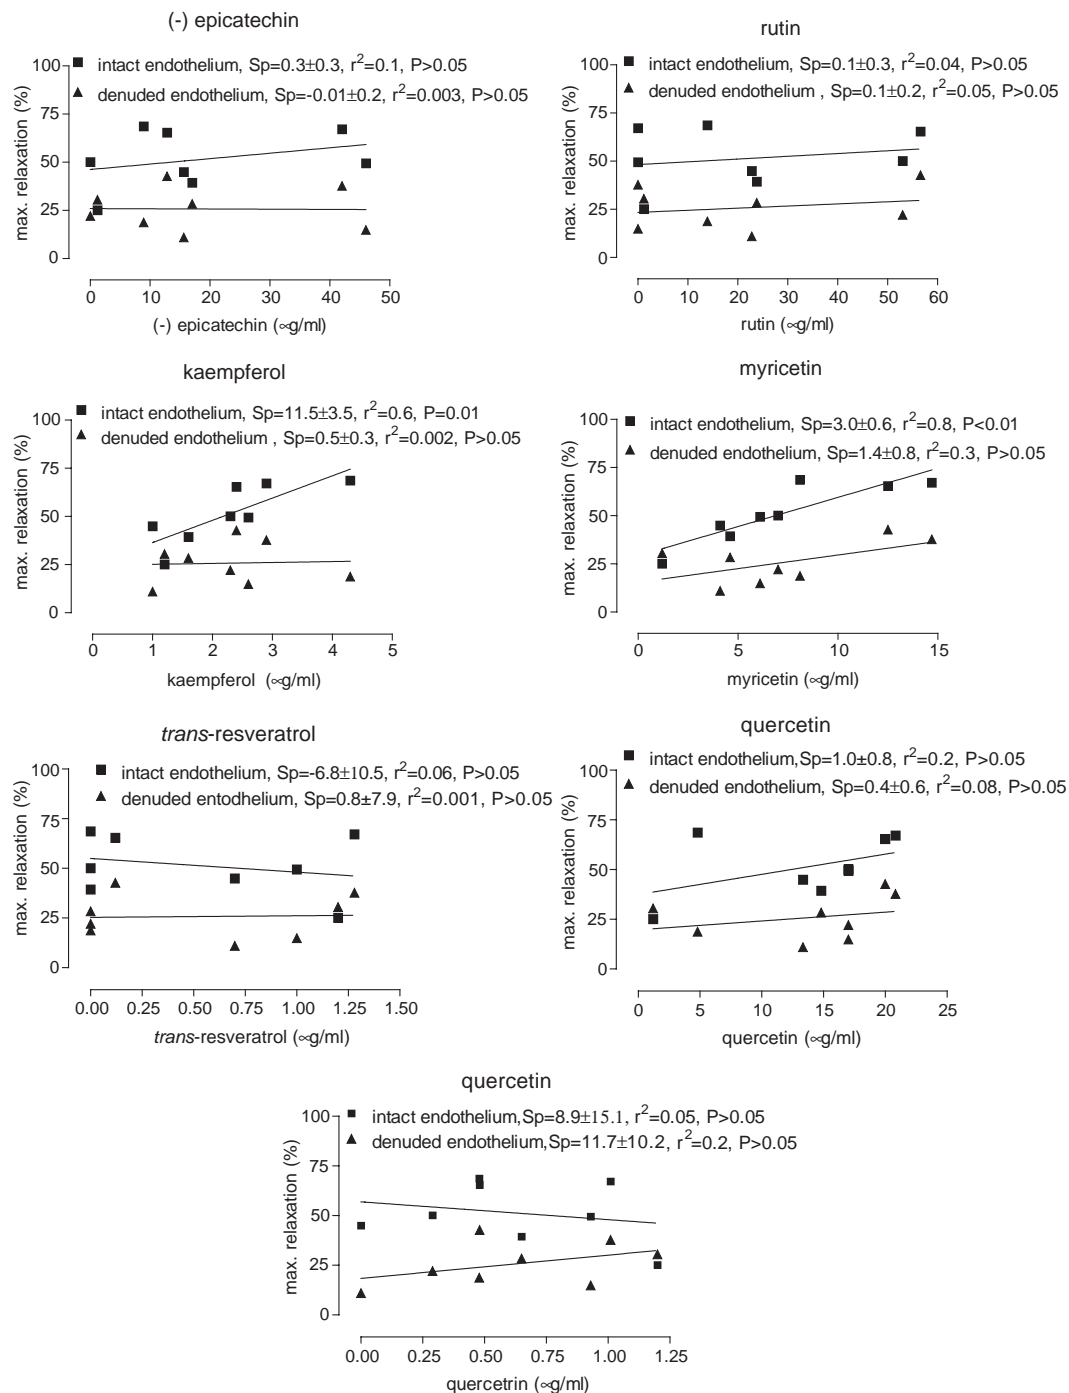 (-) epicatechin
intact endothelium, Sp=0.3±0.3, r²=0.1, P>0.05
denuded endothelium, Sp=-0.01±0.2, r²=0.003, P>0.05
max. relaxation (%)
100
75
50
25
0
0 10 20 30 40 50
(-) epicatechin (∝g/ml)
rutin
intact endothelium, Sp=0.1±0.3, r²=0.04, P>0.05
denuded endothelium , Sp=0.1±0.2, r²=0.05, P>0.05
max. relaxation (%)
100
75
50
25
0
0 10 20 30 40 50 60
rutin (∝g/ml)
kaempferol
intact endothelium, Sp=11.5±3.5, r²=0.6, P=0.01
denuded endothelium , Sp=0.5±0.3, r²=0.002, P>0.05
max. relaxation (%)
100
75
50
25
0
0 1 2 3 4 5
kaempferol (∝g/ml)
myricetin
intact endothelium, Sp=3.0±0.6, r²=0.8, P<0.01
denuded endothelium, Sp=1.4±0.8, r²=0.3, P>0.05
max. relaxation (%)
100
75
50
25
0
0 5 10 15
myricetin (∝g/ml)
trans-resveratrol
intact endothelium, Sp=-6.8±10.5, r²=0.06, P>0.05
denuded entodhelium, Sp=0.8±7.9, r²=0.001, P>0.05
max. relaxation (%)
100
75
50
25
0
0.00 0.25 0.50 0.75 1.00 1.25 1.50
trans-resveratrol (∝g/ml)
quercetin
intact endothelium,Sp=1.0±0.8, r²=0.2, P>0.05
denuded endothelium, Sp=0.4±0.6, r²=0.08, P>0.05
max. relaxation (%)
100
75
50
25
0
0 5 10 15 20 25
quercetin (∝g/ml)
quercetin
intact endothelium,Sp=8.9±15.1, r²=0.05, P>0.05
denuded endothelium,Sp=11.7±10.2, r²=0.2, P>0.05
max. relaxation (%)
100
75
50
25
0
0.00 0.25 0.50 0.75 1.00 1.25
quercetrin (∝g/ml)